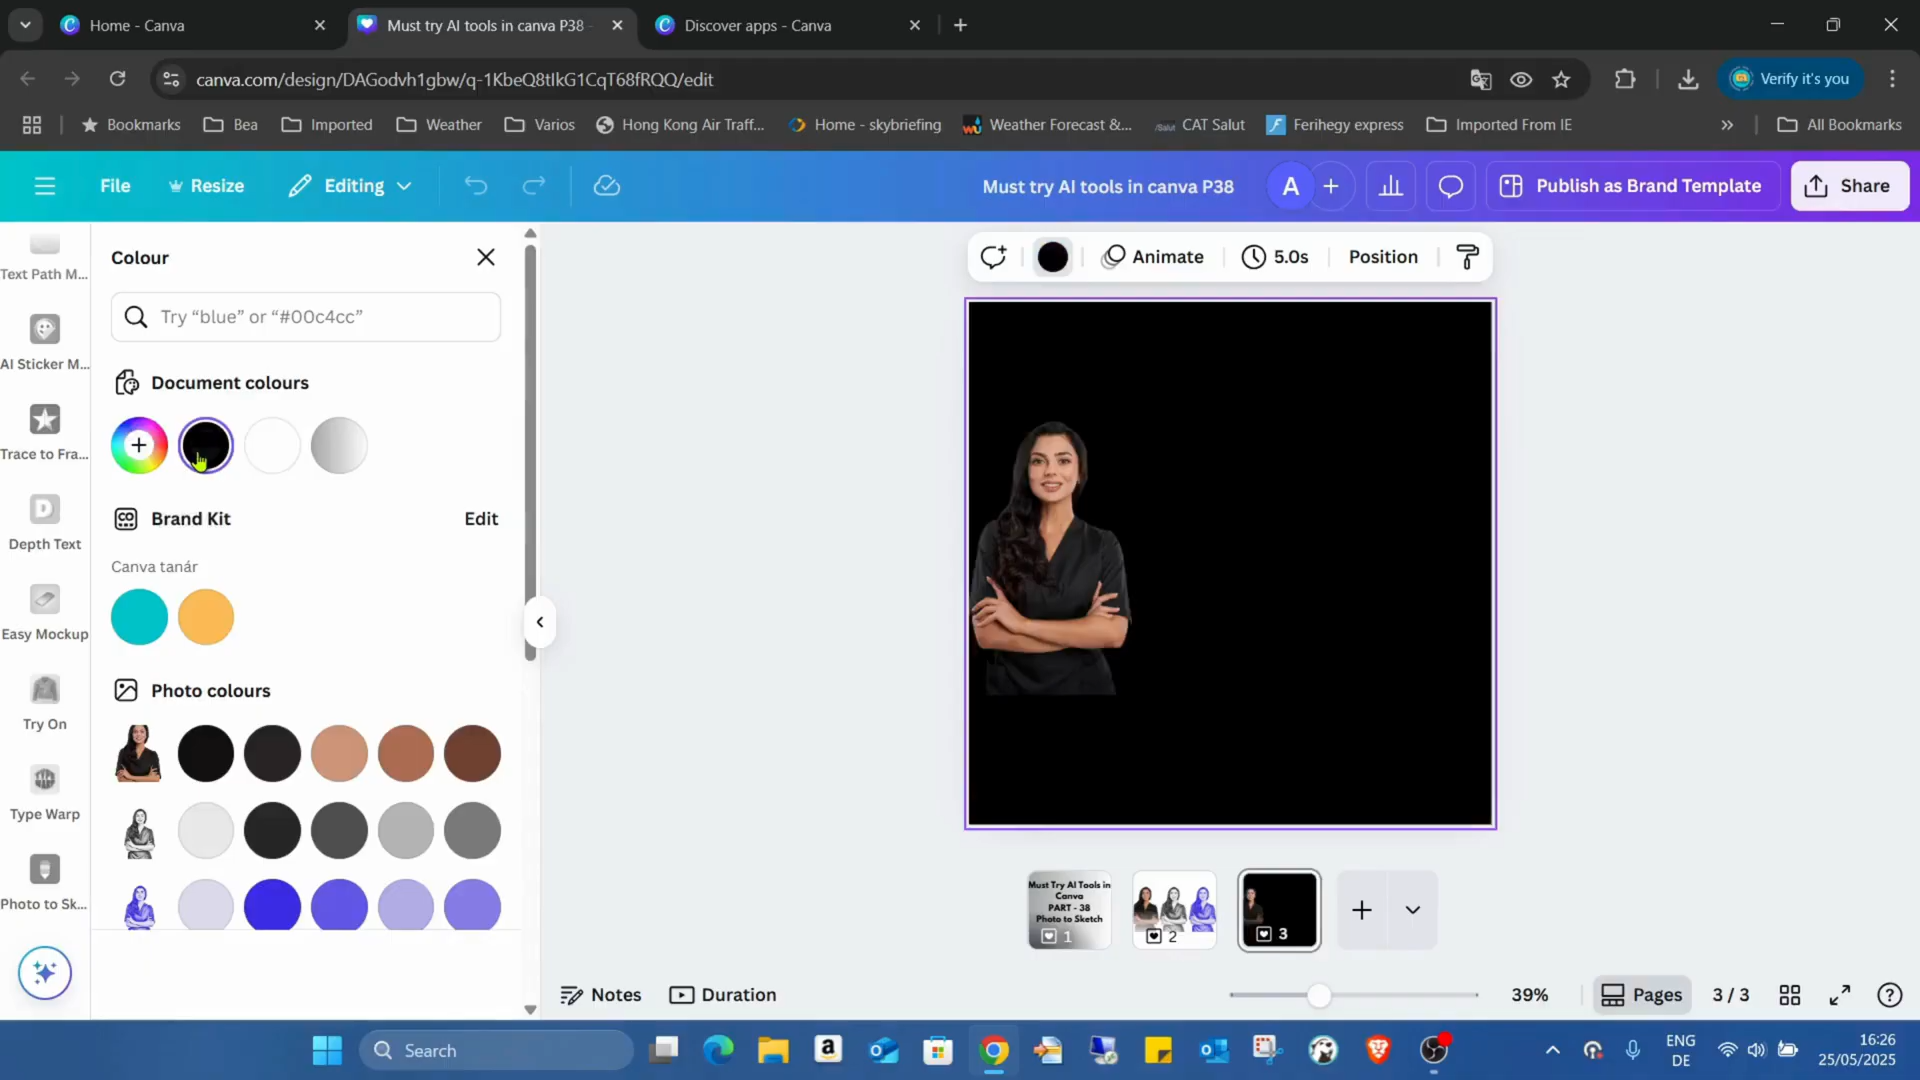 Home - Canva
Must try AI tools in canva P38 -
Discover apps - Canva
canva.com/design/DAGodvh1gbw/q-1KbeQ8tIkG1CqT68fRQQ/edit
Verify it's you
Bookmarks
Bea
Imported
Weather
Varios
Hong Kong Air Traff...
Home - skybriefing
Weather Forecast &...
CAT Salut
Ferihegy express
Imported From IE
»
All Bookmarks
File
Resize
Editing
Must try AI tools in canva P38
A
Publish as Brand Template
Share
Text Path M...
AI Sticker M...
Trace to Fra...
Depth Text
Easy Mockup
Try On
Type Warp
Photo to Sk...
Colour
Try “blue” or “#00c4cc”
Document colours
Brand Kit
Edit
Canva tanár
Photo colours
Animate
5.0s
Position
Must Try AI Tools in
Canva
PART - 38
Photo to Sketch
1
2
3
Notes
Duration
39%
Pages
3 / 3
Search
ENG
DE
16:26
25/05/2025